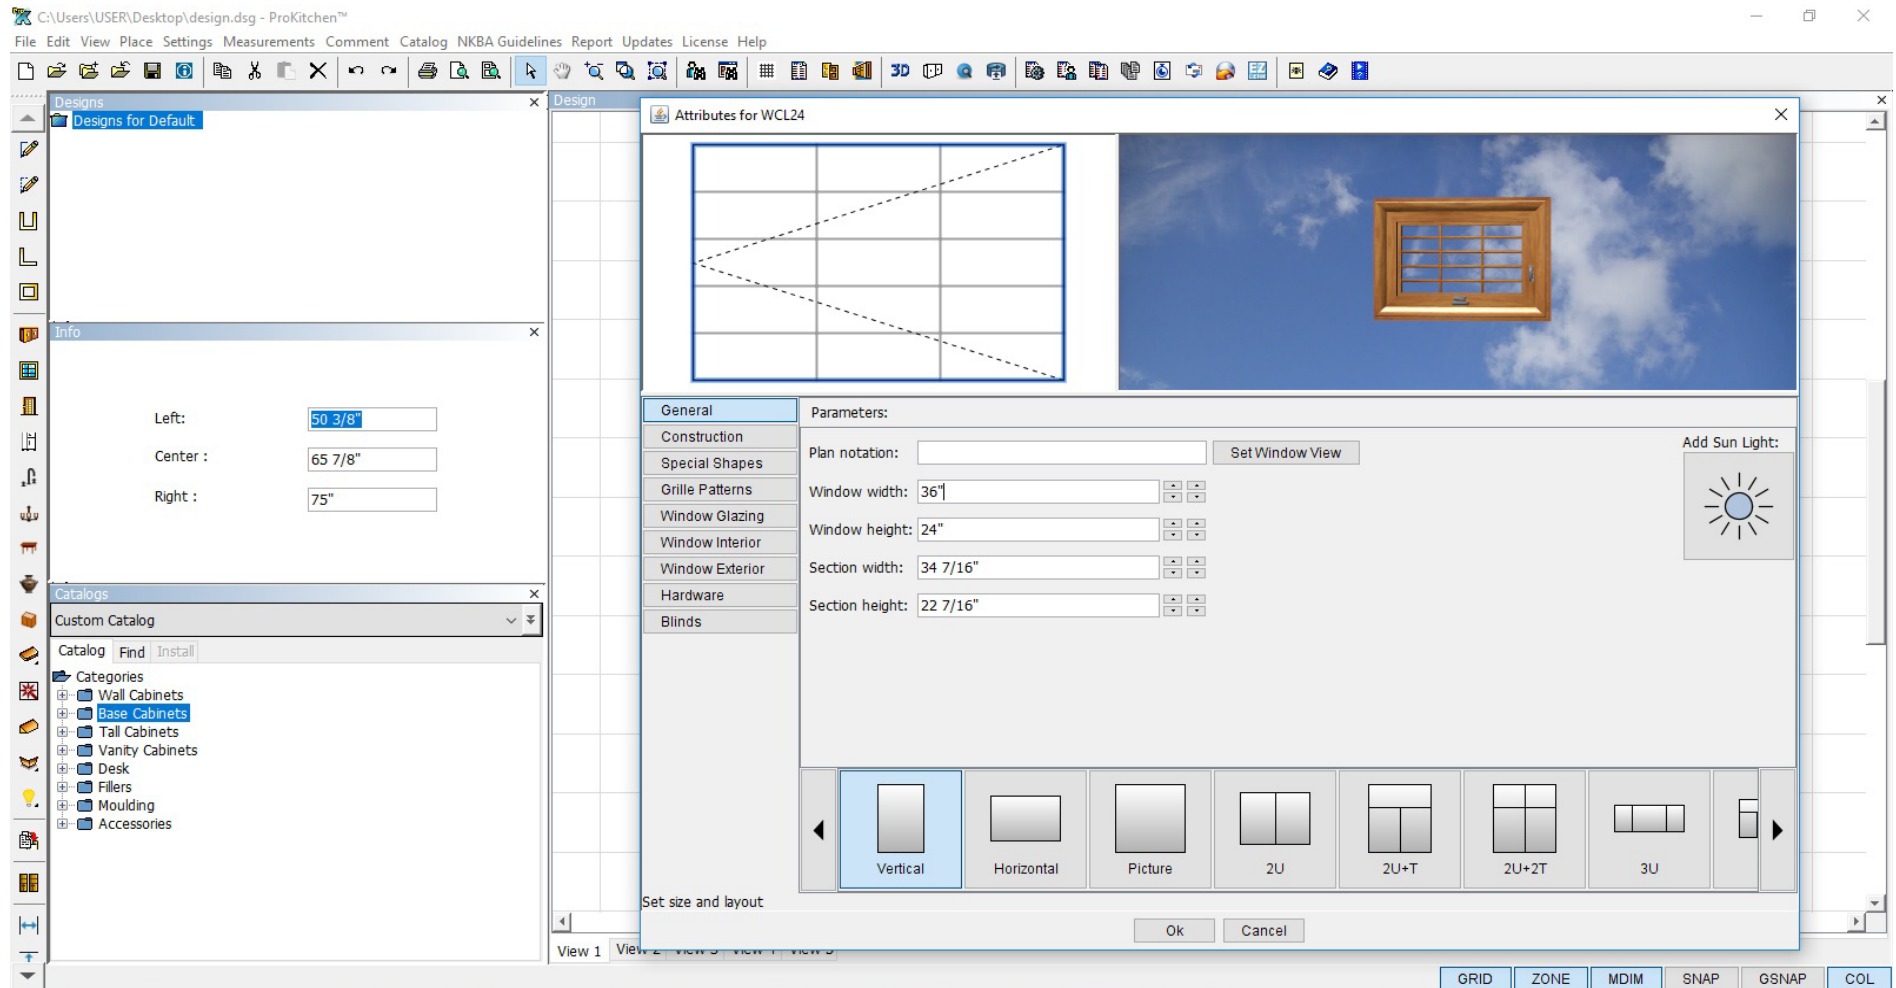 C:\Users\USER\Desktop\design.dsg - ProKitchen™
File Edit View Place Settings Measurements Comment Catalog NKBA Guidelines Report Updates License Help
3D
Designs
Designs for Default
Info
Left: 50 3/8"
Center : 65 7/8"
Right : 75"
Catalogs
Custom Catalog
Catalog Find Install
Categories
Wall Cabinets
Base Cabinets
Tall Cabinets
Vanity Cabinets
Desk
Fillers
Moulding
Accessories
Design
Attributes for WCL24
General
Construction
Special Shapes
Grille Patterns
Window Glazing
Window Interior
Window Exterior
Hardware
Blinds
Parameters:
Plan notation: Set Window View
Window width: 36"
Window height: 24"
Section width: 34 7/16"
Section height: 22 7/16"
Add Sun Light:
Vertical Horizontal Picture 2U 2U+T 2U+2T 3U
Set size and layout
Ok Cancel
View 1
GRID ZONE MDIM SNAP GSNAP COL